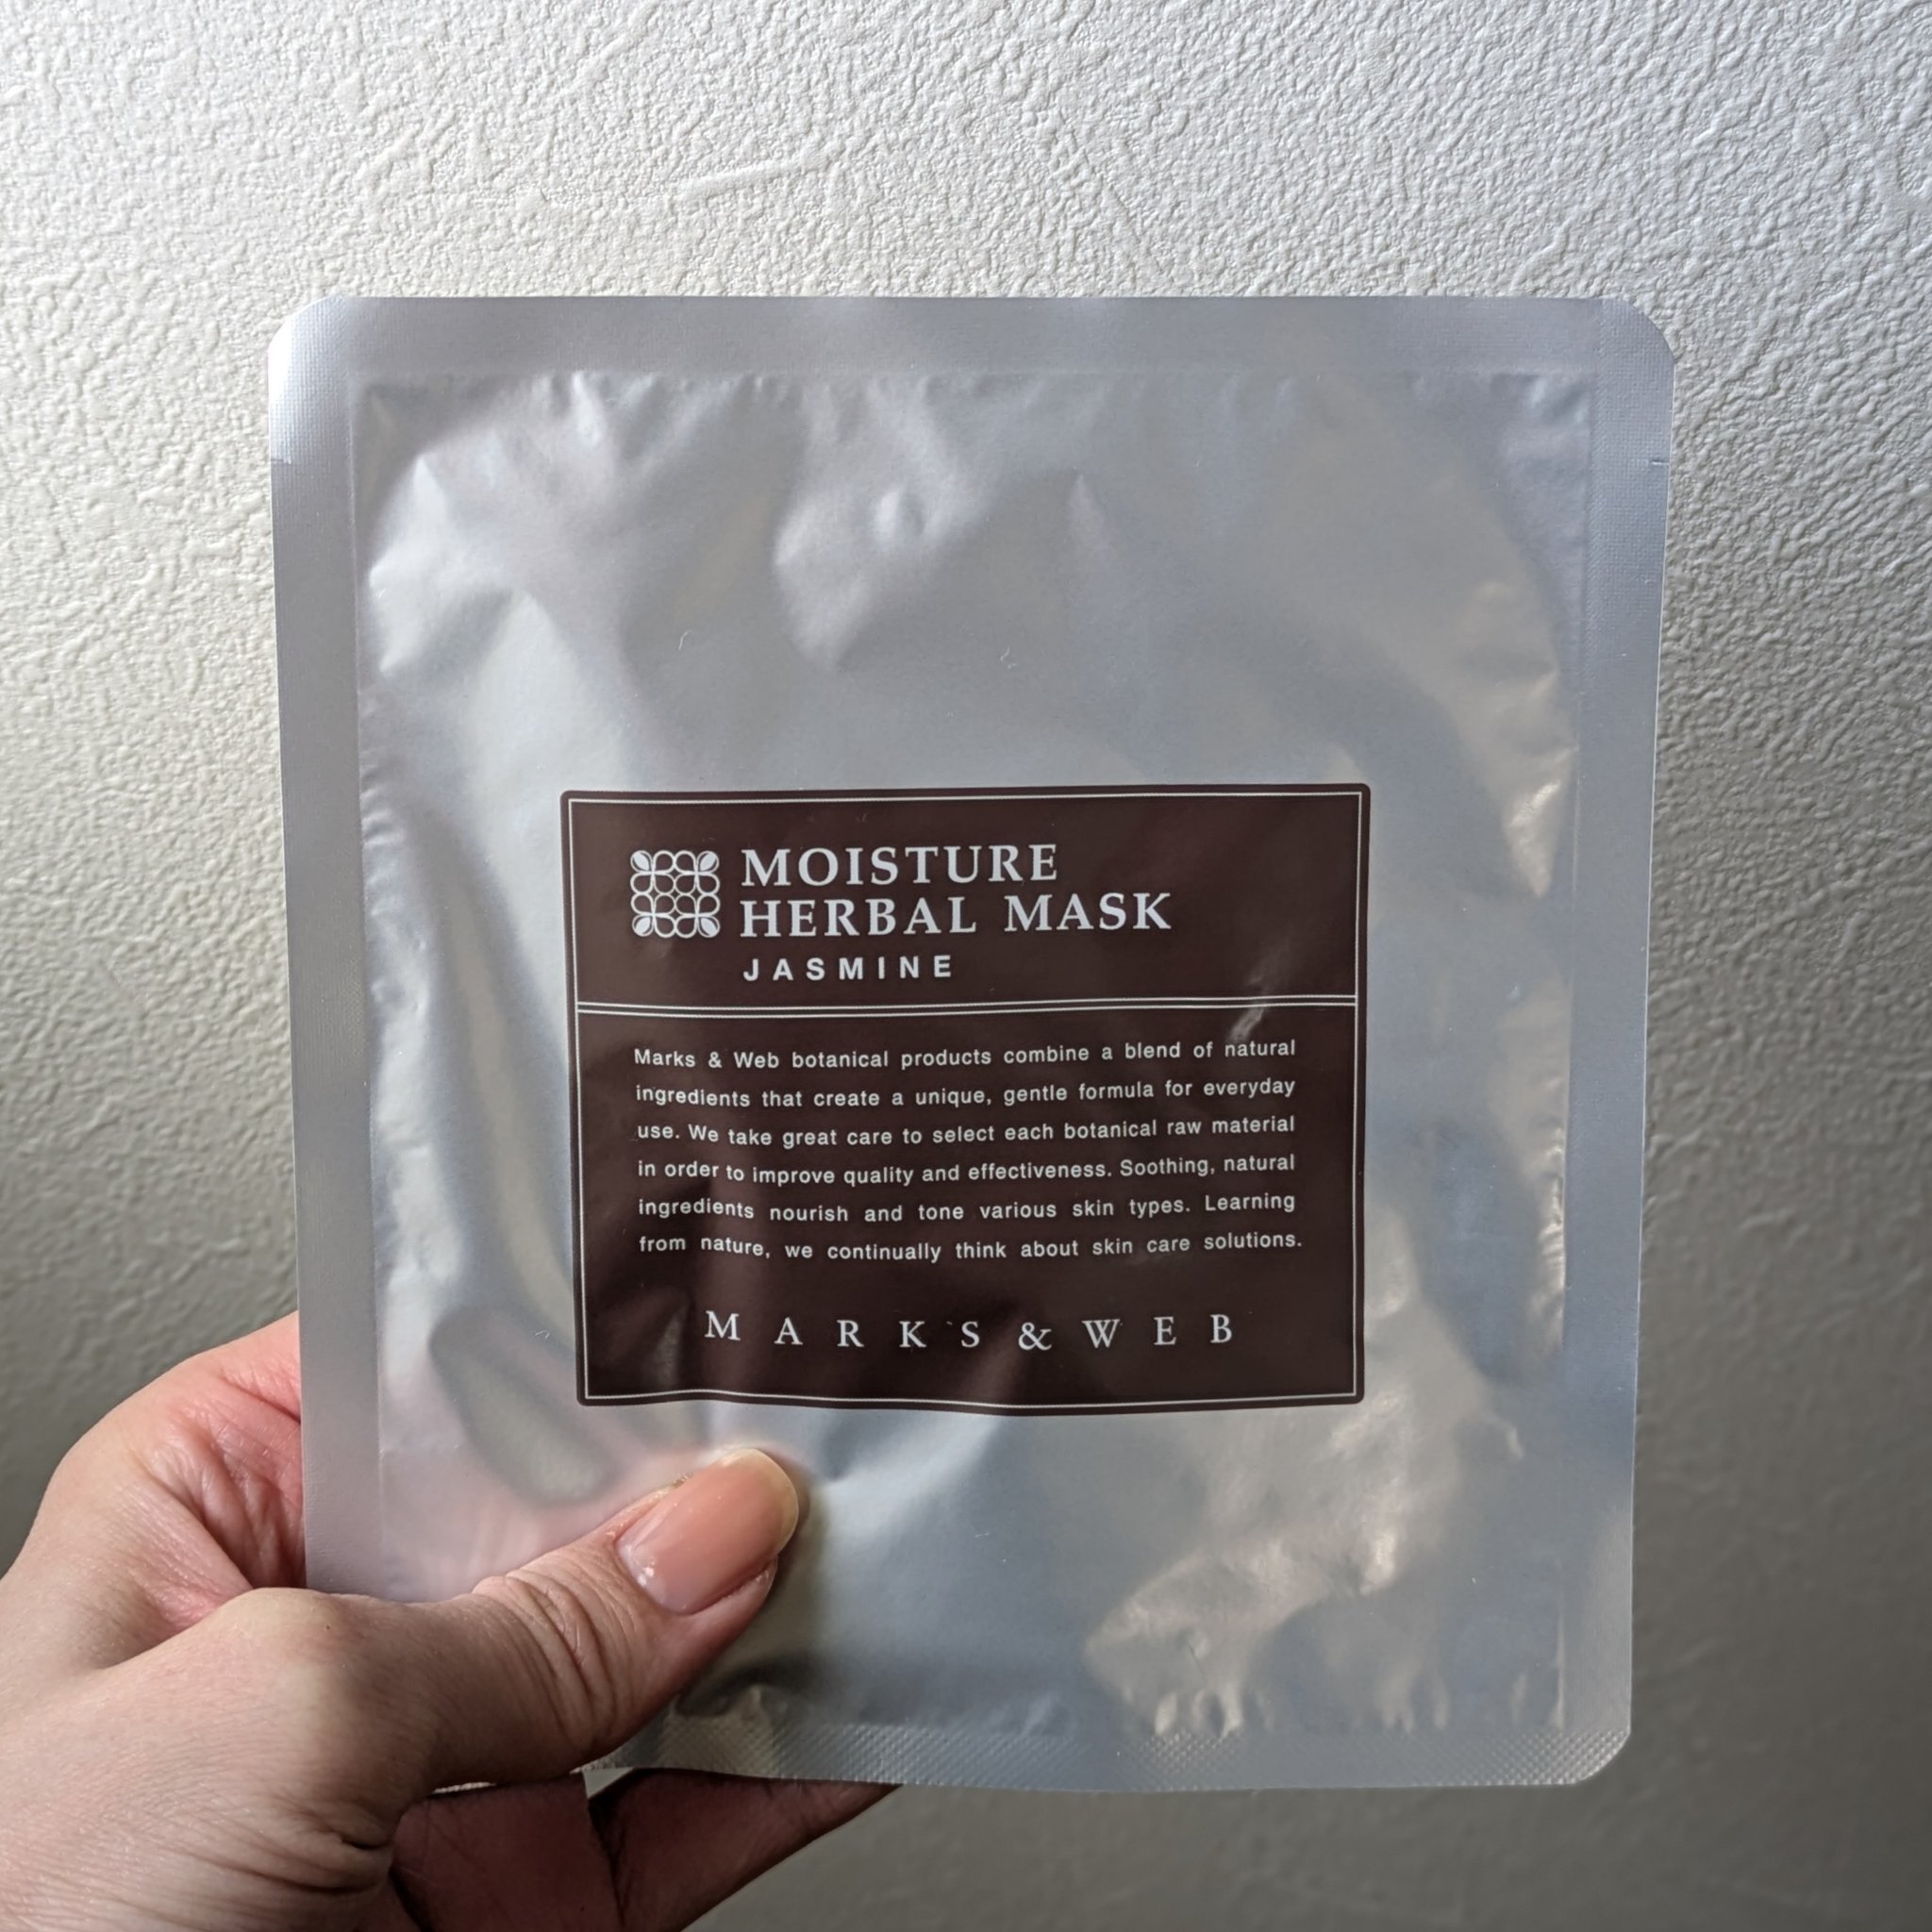 MOISTURE
HERBAL MASK
JASMINE
Marks & Web botanical products combine a blend of natural
ingredients that create a unique, gentle formula for everyday
use. We take great care to select each botanical raw material
in order to improve quality and effectiveness. Soothing, natural
ingredients nourish and tone various skin types. Learning
from nature, we continually think about skin care solutions.
MARKS&WEB